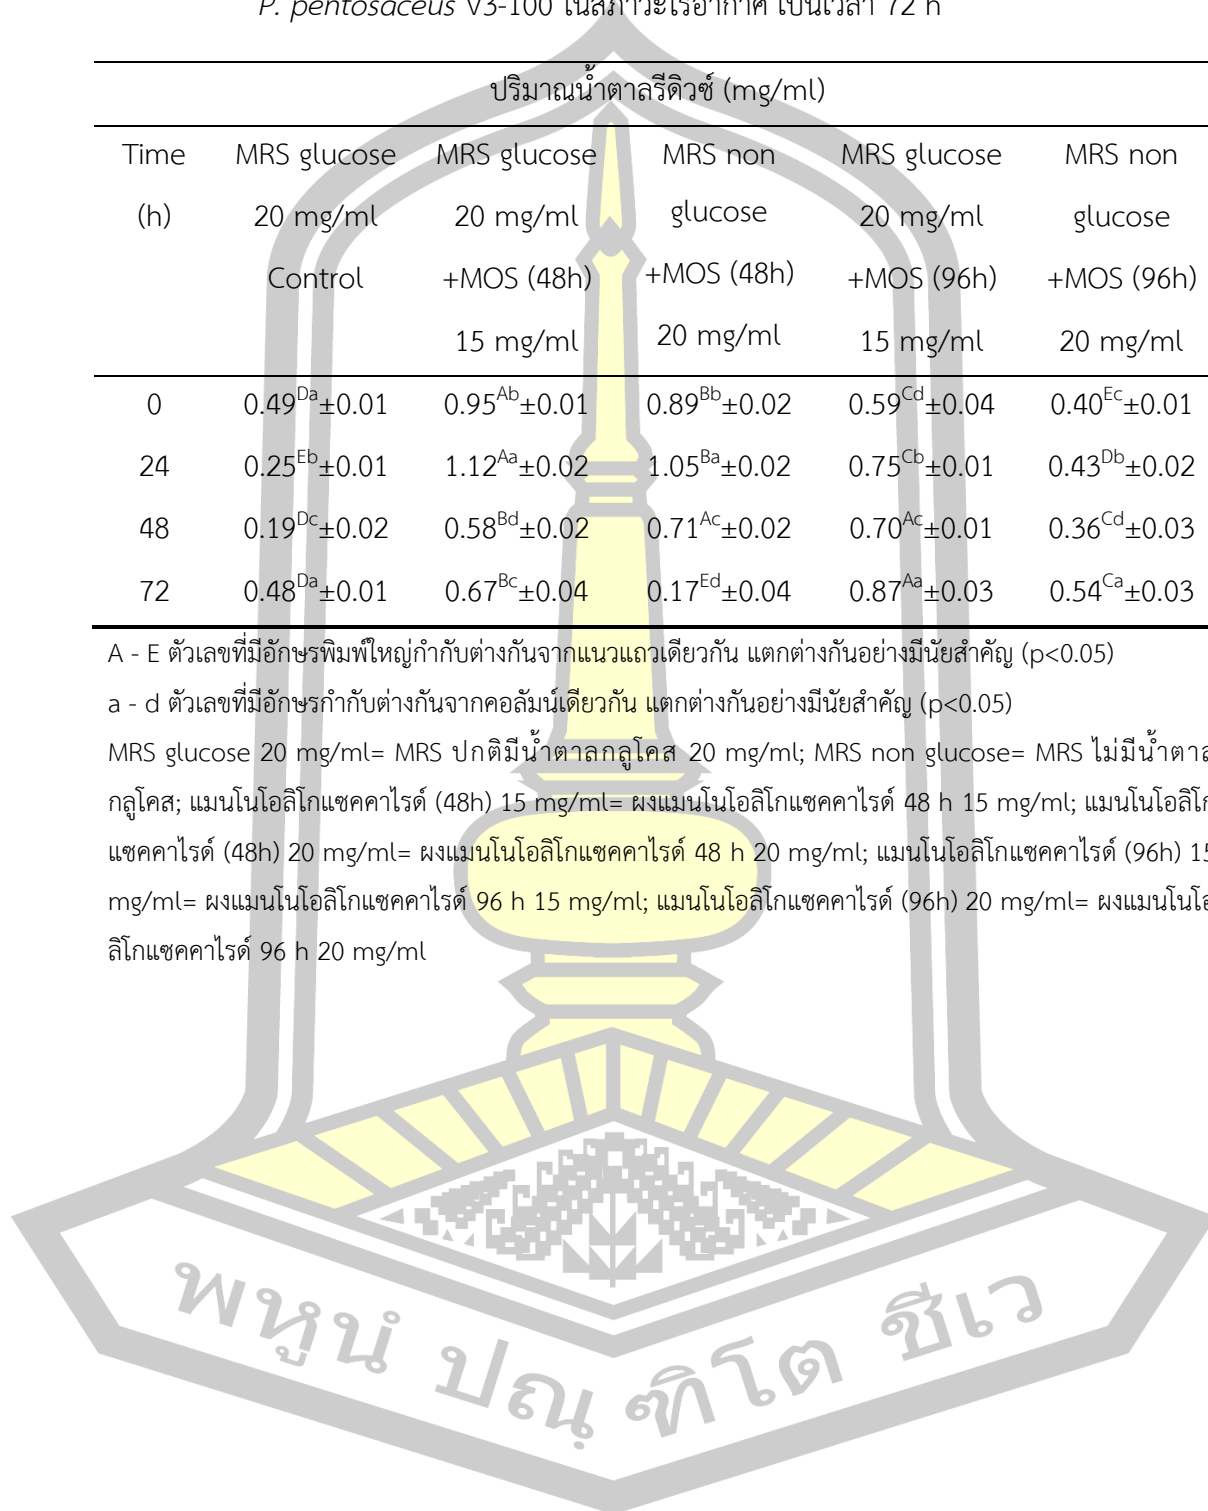 P. pentosaceus V3-100 ในสภาวะไร้อากาศ เป็นเวลา 72 h
ปริมาณน้ำตาลรีดิวซ์ (mg/ml)
Time MRS glucose MRS glucose MRS non MRS glucose MRS non
(h) 20 mg/ml 20 mg/ml glucose 20 mg/ml glucose
Control +MOS (48h) +MOS (48h) +MOS (96h) +MOS (96h)
15 mg/ml 20 mg/ml 15 mg/ml 20 mg/ml
0 0.49Da±0.01 0.95Ab±0.01 0.89Bb±0.02 0.59Cd±0.04 0.40Ec±0.01
24 0.25Eb±0.01 1.12Aa±0.02 1.05Ba±0.02 0.75Cb±0.01 0.43Db±0.02
48 0.19Dc±0.02 0.58Bd±0.02 0.71Ac±0.02 0.70Ac±0.01 0.36Cd±0.03
72 0.48Da±0.01 0.67Bc±0.04 0.17Ed±0.04 0.87Aa±0.03 0.54Ca±0.03
A - E ตัวเลขที่มีอักษรพิมพ์ใหญ่กำกับต่างกันจากแนวแถวเดียวกัน แตกต่างกันอย่างมีนัยสำคัญ (p<0.05)
a - d ตัวเลขที่มีอักษรกำกับต่างกันจากคอลัมน์เดียวกัน แตกต่างกันอย่างมีนัยสำคัญ (p<0.05)
MRS glucose 20 mg/ml= MRS ปกติมีน้ำตาลกลูโคส 20 mg/ml; MRS non glucose= MRS ไม่มีน้ำตาล
กลูโคส; แมนโนโอลิโกแซคคาไรด์ (48h) 15 mg/ml= ผงแมนโนโอลิโกแซคคาไรด์ 48 h 15 mg/ml; แมนโนโอลิโก
แซคคาไรด์ (48h) 20 mg/ml= ผงแมนโนโอลิโกแซคคาไรด์ 48 h 20 mg/ml; แมนโนโอลิโกแซคคาไรด์ (96h) 15
mg/ml= ผงแมนโนโอลิโกแซคคาไรด์ 96 h 15 mg/ml; แมนโนโอลิโกแซคคาไรด์ (96h) 20 mg/ml= ผงแมนโนโอ
ลิโกแซคคาไรด์ 96 h 20 mg/ml
พหูนํ ปณฺฑิโต ชีเว